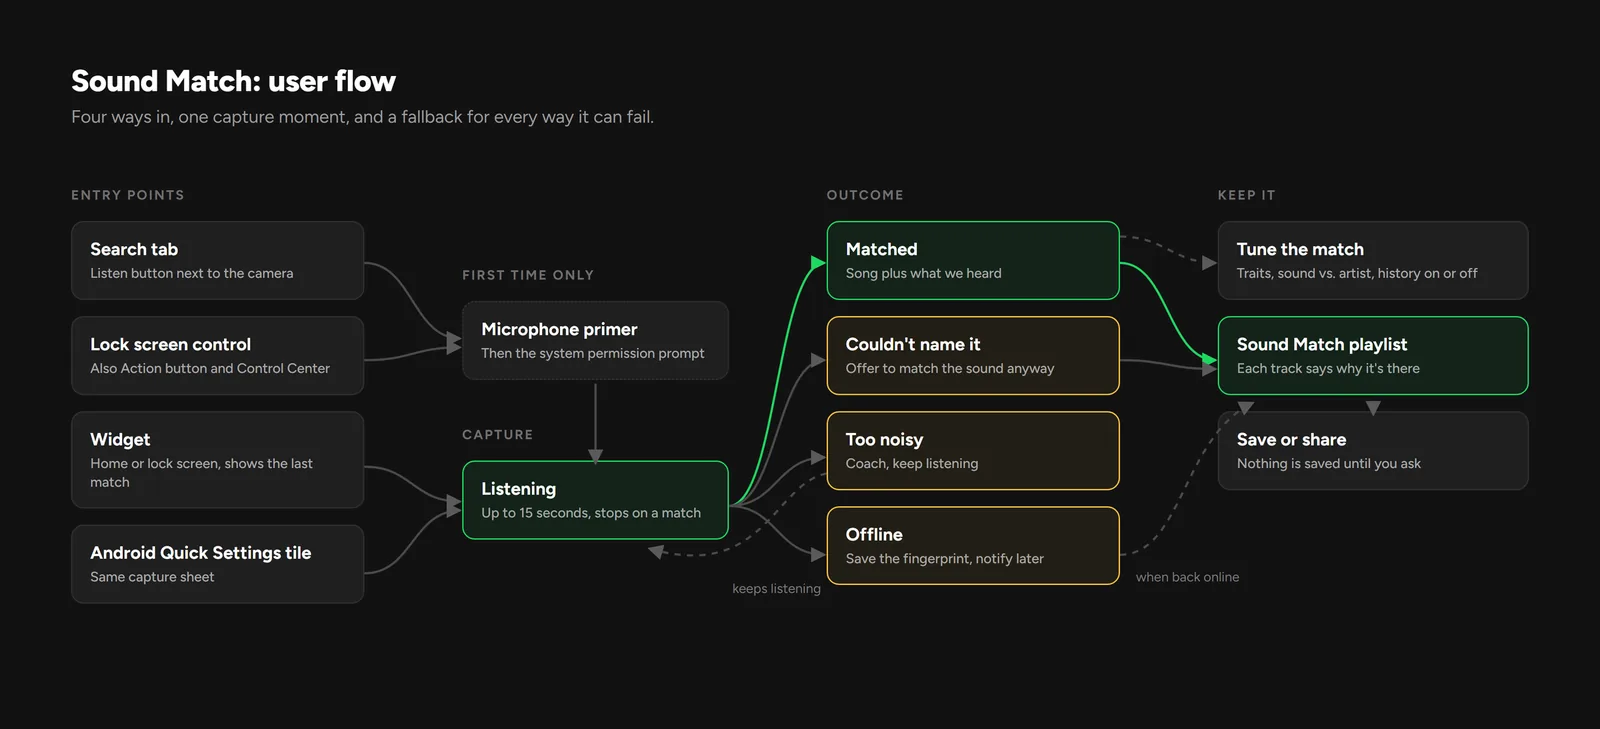 Sound Match: user flow
Four ways in, one capture moment, and a fallback for every way it can fail.
ENTRY POINTS
Search tab
Listen button next to the camera
Lock screen control
Also Action button and Control Center
Widget
Home or lock screen, shows the last
match
Android Quick Settings tile
Same capture sheet
FIRST TIME ONLY
Microphone primer
Then the system permission prompt
CAPTURE
Listening
Up to 15 seconds, stops on a match
keeps listening
OUTCOME
Matched
Song plus what we heard
Couldn't name it
Offer to match the sound anyway
Too noisy
Coach, keep listening
Offline
Save the fingerprint, notify later
when back online
KEEP IT
Tune the match
Traits, sound vs. artist, history on or off
Sound Match playlist
Each track says why it's there
Save or share
Nothing is saved until you ask